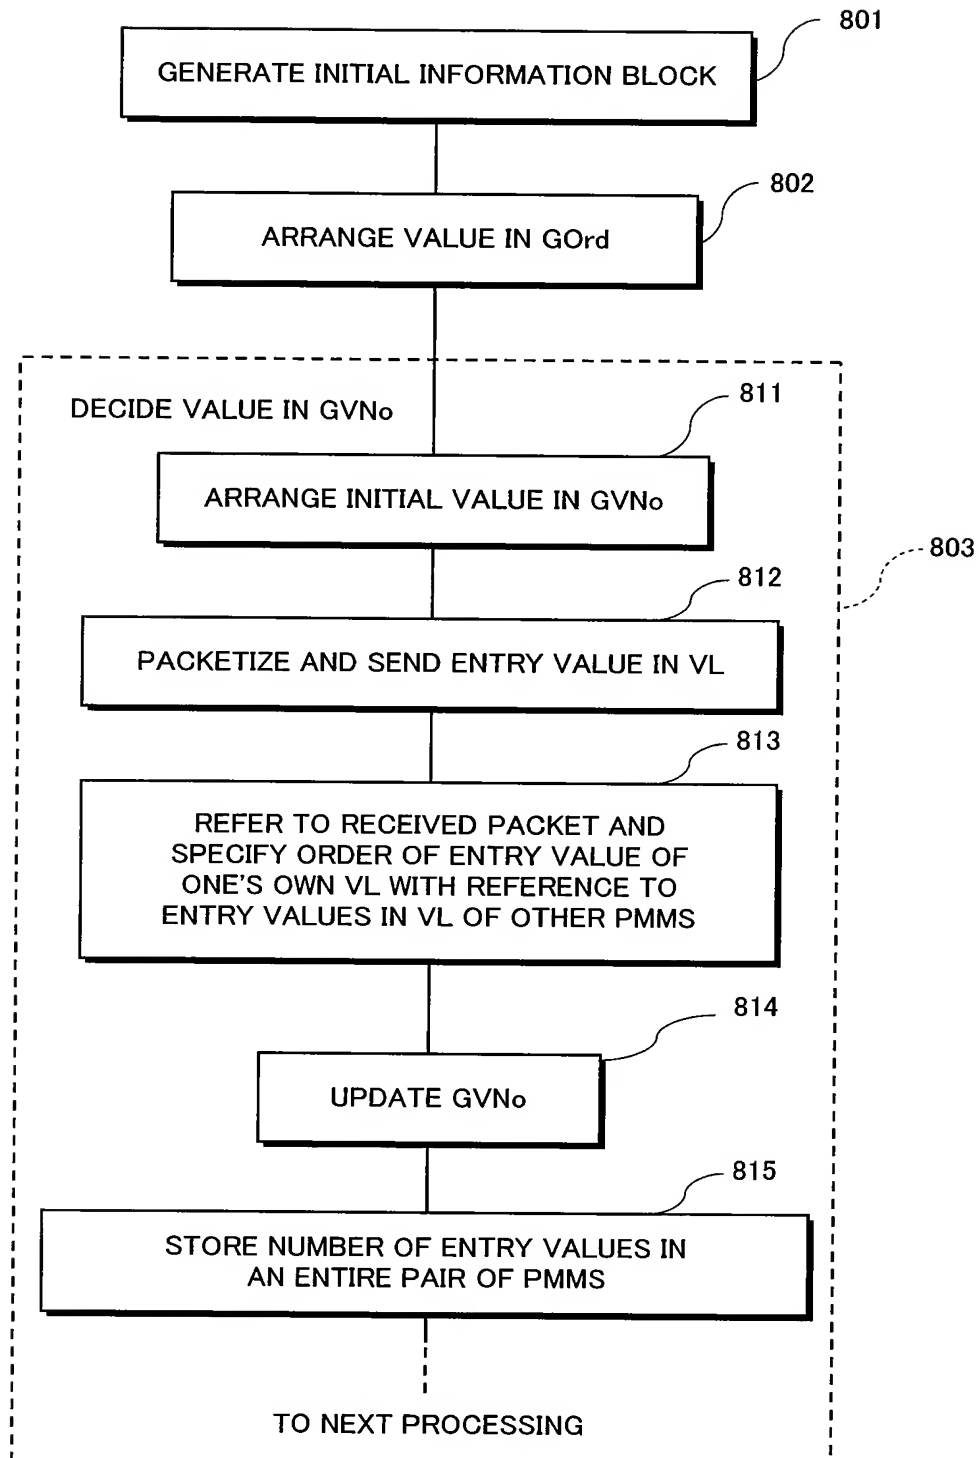 801
GENERATE INITIAL INFORMATION BLOCK
802
ARRANGE VALUE IN GOrd
DECIDE VALUE IN GVNo
811
ARRANGE INITIAL VALUE IN GVNo
803
812
PACKETIZE AND SEND ENTRY VALUE IN VL
813
REFER TO RECEIVED PACKET AND
SPECIFY ORDER OF ENTRY VALUE OF
ONE'S OWN VL WITH REFERENCE TO
ENTRY VALUES IN VL OF OTHER PMMS
814
UPDATE GVNo
815
STORE NUMBER OF ENTRY VALUES IN
AN ENTIRE PAIR OF PMMS
TO NEXT PROCESSING